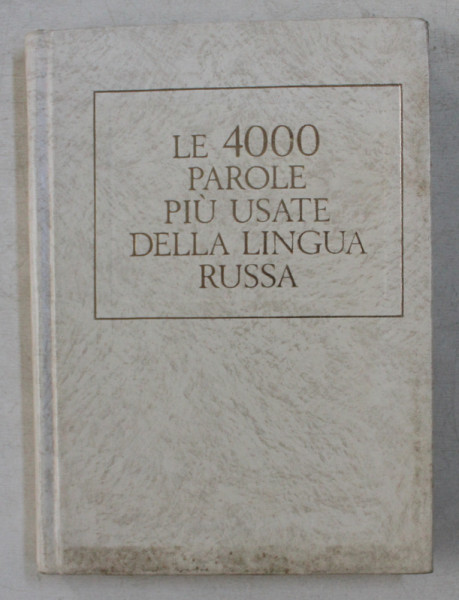 LE 4000
PAROLE
PIÙ USATE
DELLA LINGUA
RUSSA